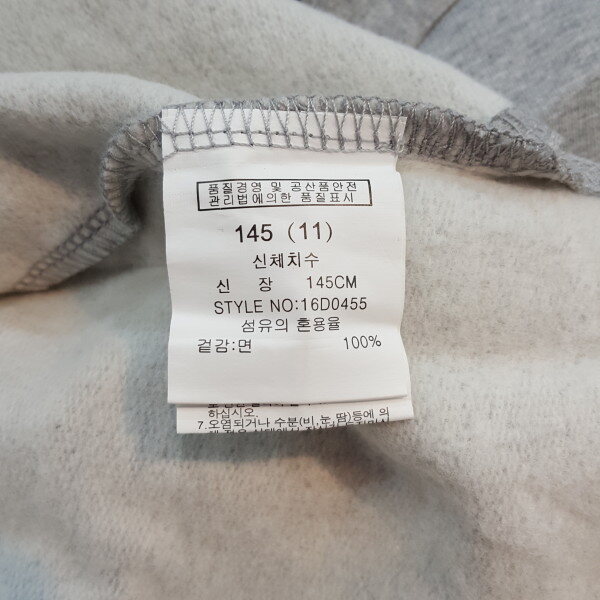 품질경영 및 공산품안전
관리법에의한 품질표시
145 (11)
신체치수
신 장 145CM
STYLE NO:16D0455
섬유의 혼용율
겉감:면 100%
하십시오.
7.오염되거나 수분(비,눈,땀)등에 의